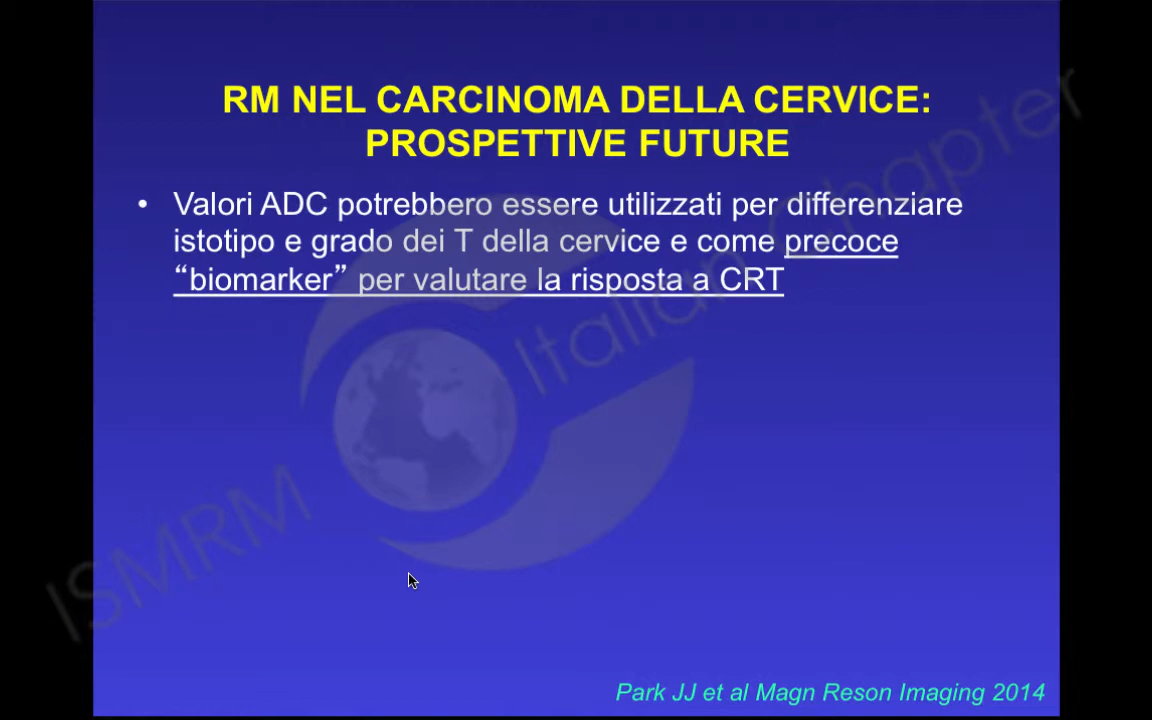 RM NEL CARCINOMA DELLA CERVICE:
PROSPETTIVE FUTURE
• Valori ADC potrebbero essere utilizzati per differenziare
istotipo e grado dei T della cervice e come precoce
“biomarker” per valutare la risposta a CRT
ISMRM Italian Chapter
Park JJ et al Magn Reson Imaging 2014